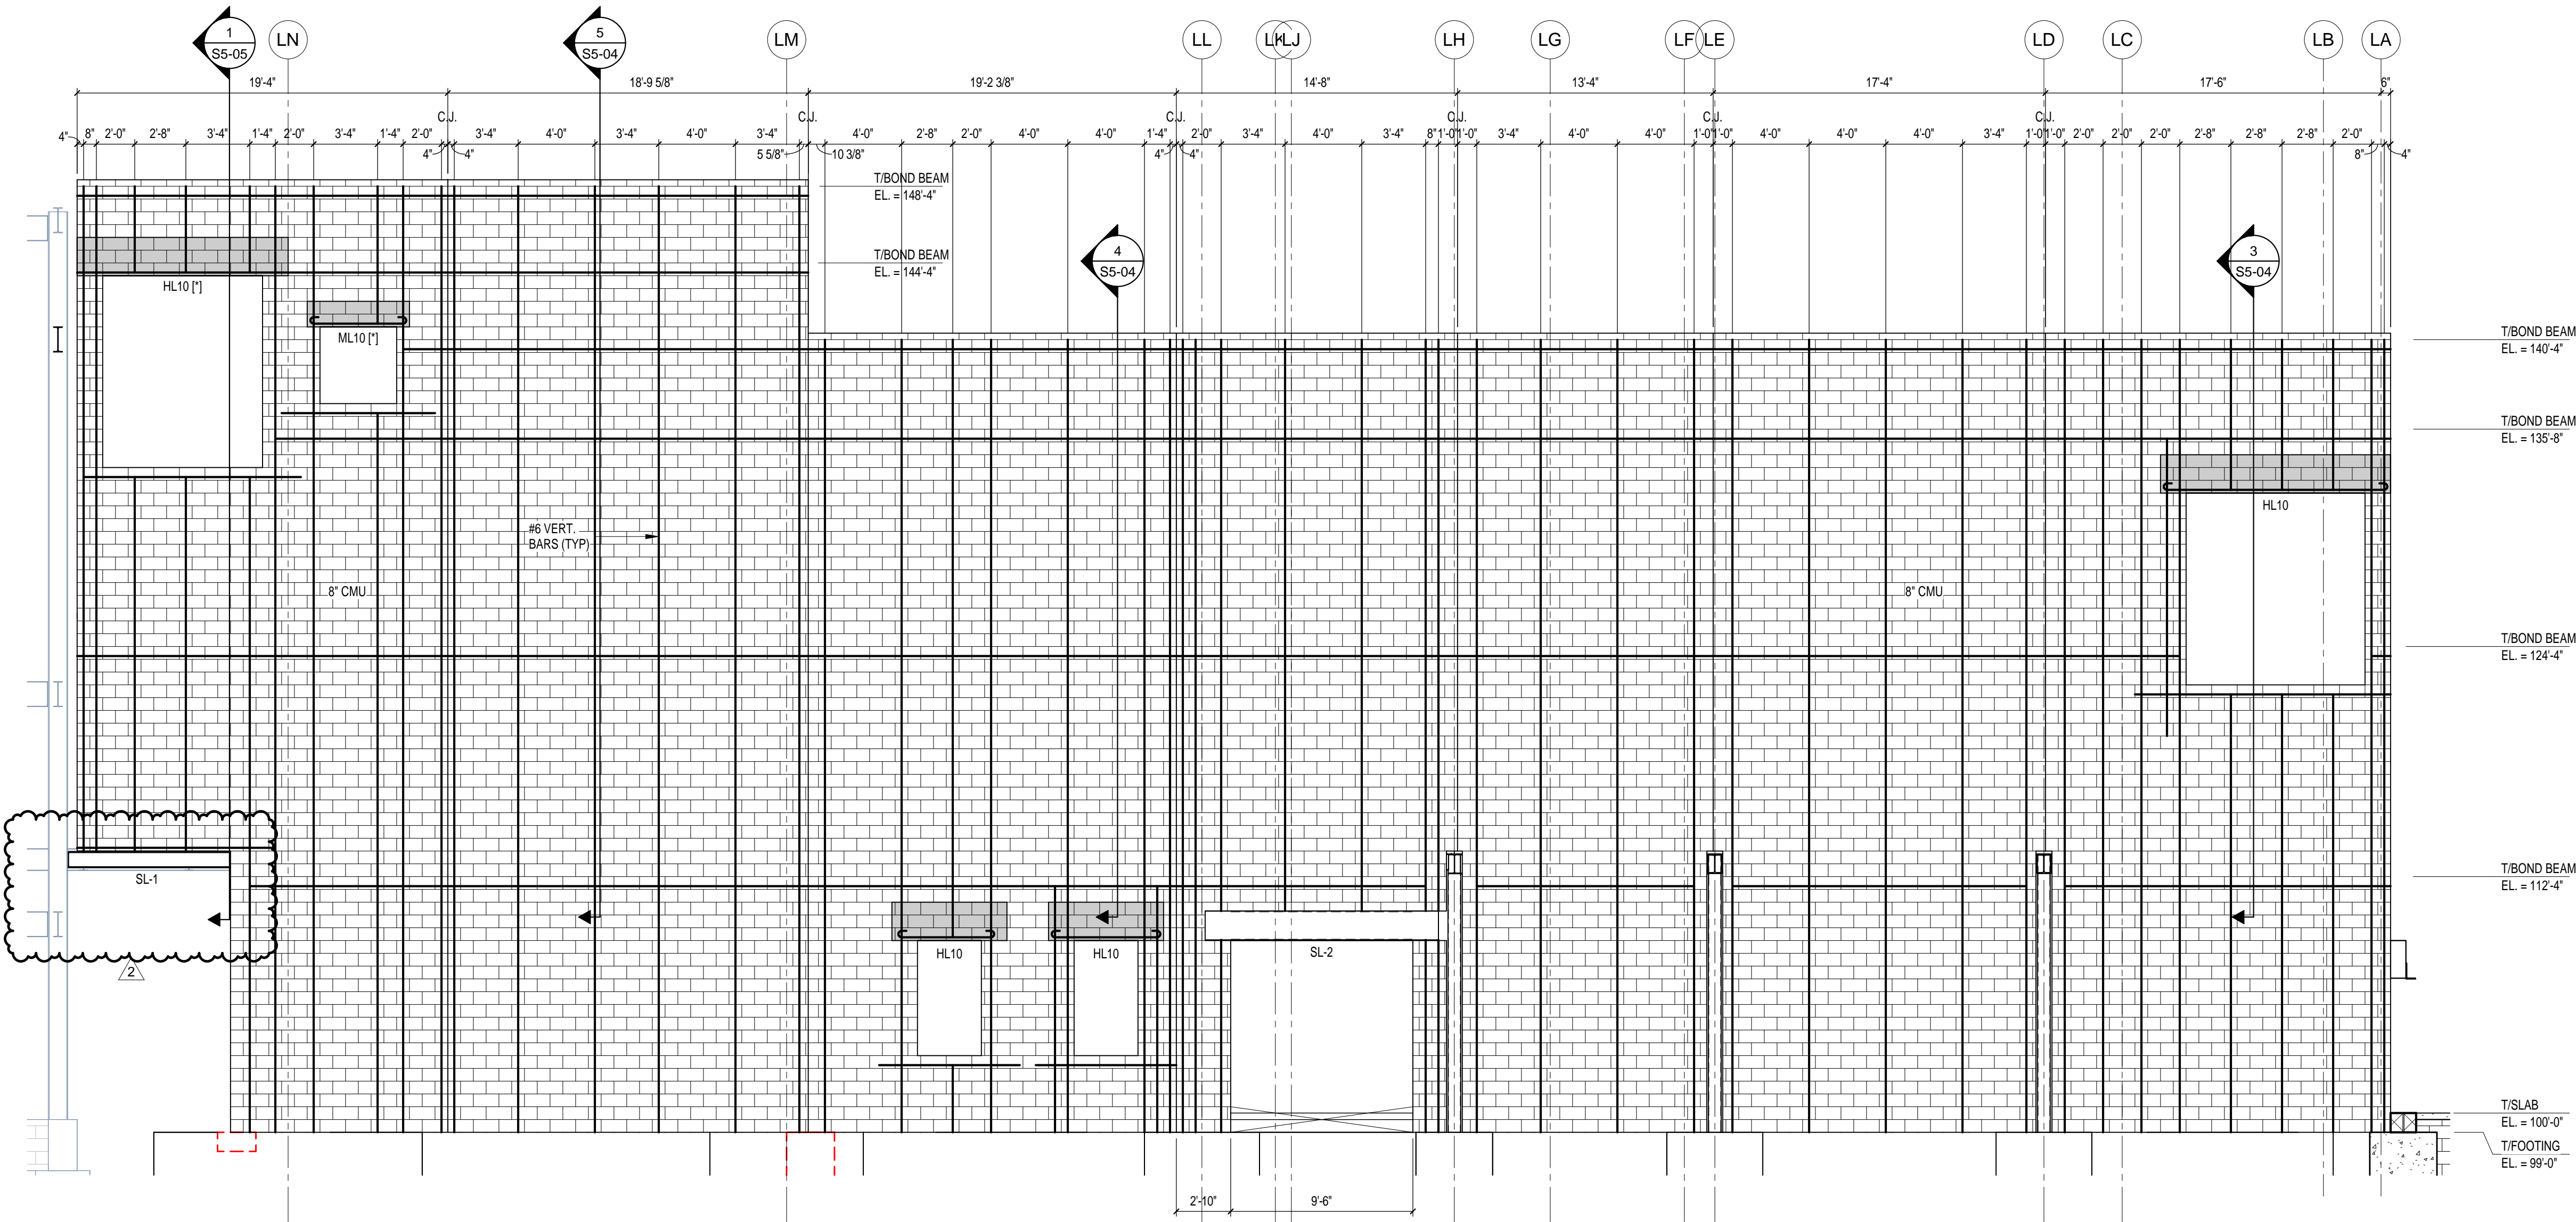 1
S5-05
LN
5
S5-04
LM
LL
LK
LJ
LH
LG
LF
LE
LD
LC
LB
LA
19'-4"
18'-9 5/8"
19'-2 3/8"
14'-8"
13'-4"
17'-4"
17'-6"
6"
C.J.
C.J.
C.J.
C.J.
C.J.
C.J.
4"
8"
2'-0"
2'-8"
3'-4"
1'-4"
2'-0"
3'-4"
1'-4"
2'-0"
4"
4"
3'-4"
4'-0"
3'-4"
4'-0"
3'-4"
5 5/8"
10 3/8"
4'-0"
2'-8"
2'-0"
4'-0"
4'-0"
1'-4"
4"
4"
2'-0"
3'-4"
4'-0"
3'-4"
8"
1'-0"
1'-0"
3'-4"
4'-0"
4'-0"
1'-0"
1'-0"
4'-0"
4'-0"
4'-0"
3'-4"
1'-0"
1'-0"
2'-0"
2'-0"
2'-0"
2'-8"
2'-8"
2'-8"
2'-0"
8"
4"
T/BOND BEAM
EL. = 148'-4"
T/BOND BEAM
EL. = 144'-4"
4
S5-04
3
S5-04
HL10 [*]
ML10 [*]
T/BOND BEAM
EL. = 140'-4"
T/BOND BEAM
EL. = 135'-8"
HL10
#6 VERT.
BARS (TYP)
8" CMU
8" CMU
T/BOND BEAM
EL. = 124'-4"
SL-1
T/BOND BEAM
EL. = 112'-4"
2
HL10
HL10
SL-2
T/SLAB
EL. = 100'-0"
T/FOOTING
EL. = 99'-0"
2'-10"
9'-6"